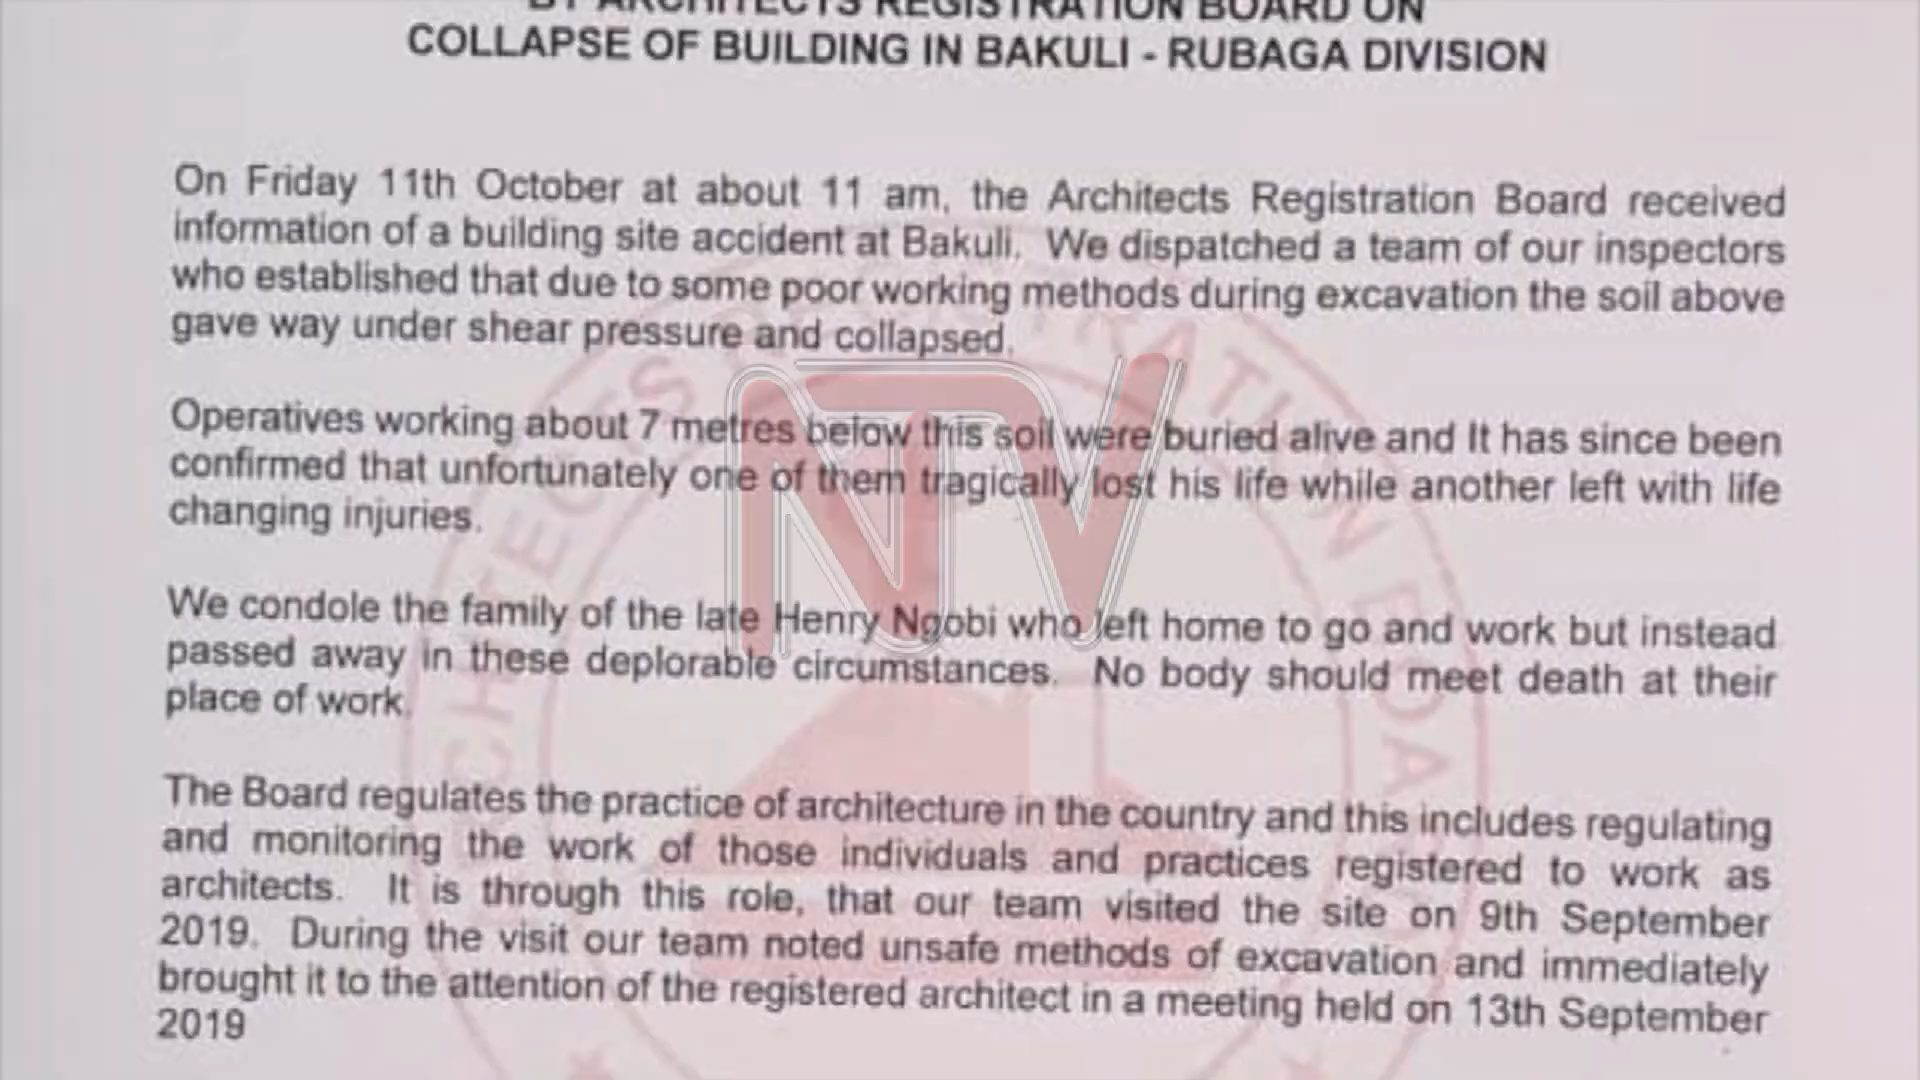 BY ARCHITECTS REGISTRATION BOARD ON
COLLAPSE OF BUILDING IN BAKULI - RUBAGA DIVISION
On Friday 11th October at about 11 am, the Architects Registration Board received
information of a building site accident at Bakuli. We dispatched a team of our inspectors
who established that due to some poor working methods during excavation the soil above
gave way under shear pressure and collapsed.
Operatives working about 7 metres below this soil were buried alive and It has since been
confirmed that unfortunately one of them tragically lost his life while another left with life
changing injuries.
We condole the family of the late Henry Ngobi who left home to go and work but instead
passed away in these deplorable circumstances. No body should meet death at their
place of work.
The Board regulates the practice of architecture in the country and this includes regulating
and monitoring the work of those individuals and practices registered to work as
architects. It is through this role, that our team visited the site on 9th September
2019. During the visit our team noted unsafe methods of excavation and immediately
brought it to the attention of the registered architect in a meeting held on 13th September
2019
NTV